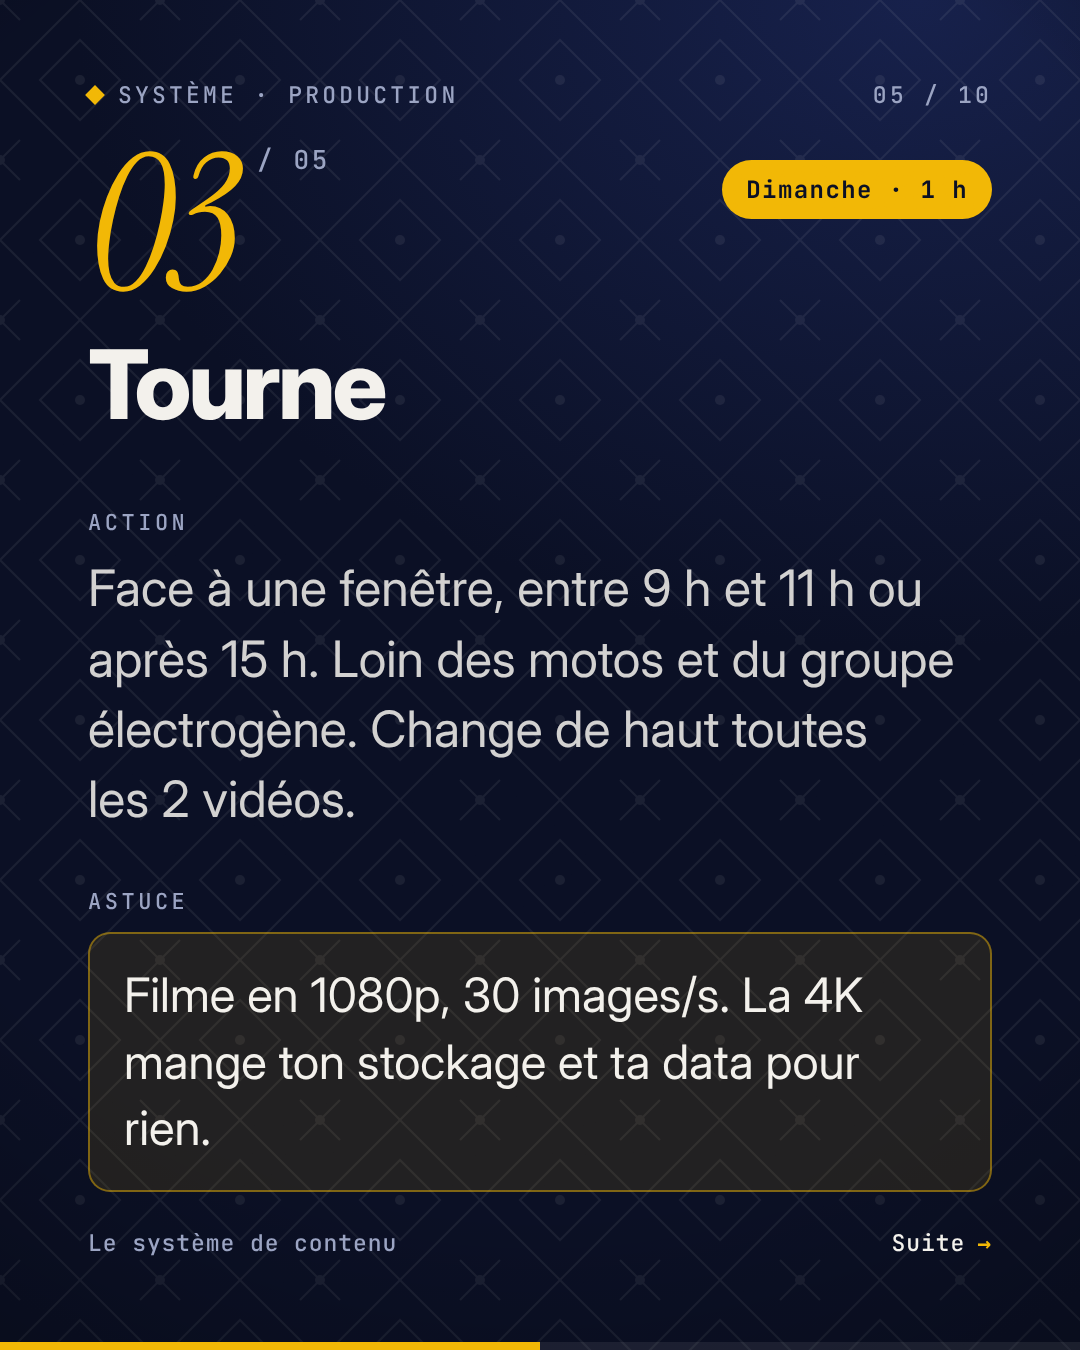 SYSTÈME · PRODUCTION
05 / 10
03 / 05
Dimanche · 1 h
Tourne
ACTION
Face à une fenêtre, entre 9 h et 11 h ou
après 15 h. Loin des motos et du groupe
électrogène. Change de haut toutes
les 2 vidéos.
ASTUCE
Filme en 1080p, 30 images/s. La 4K
mange ton stockage et ta data pour
rien.
Le système de contenu
Suite →